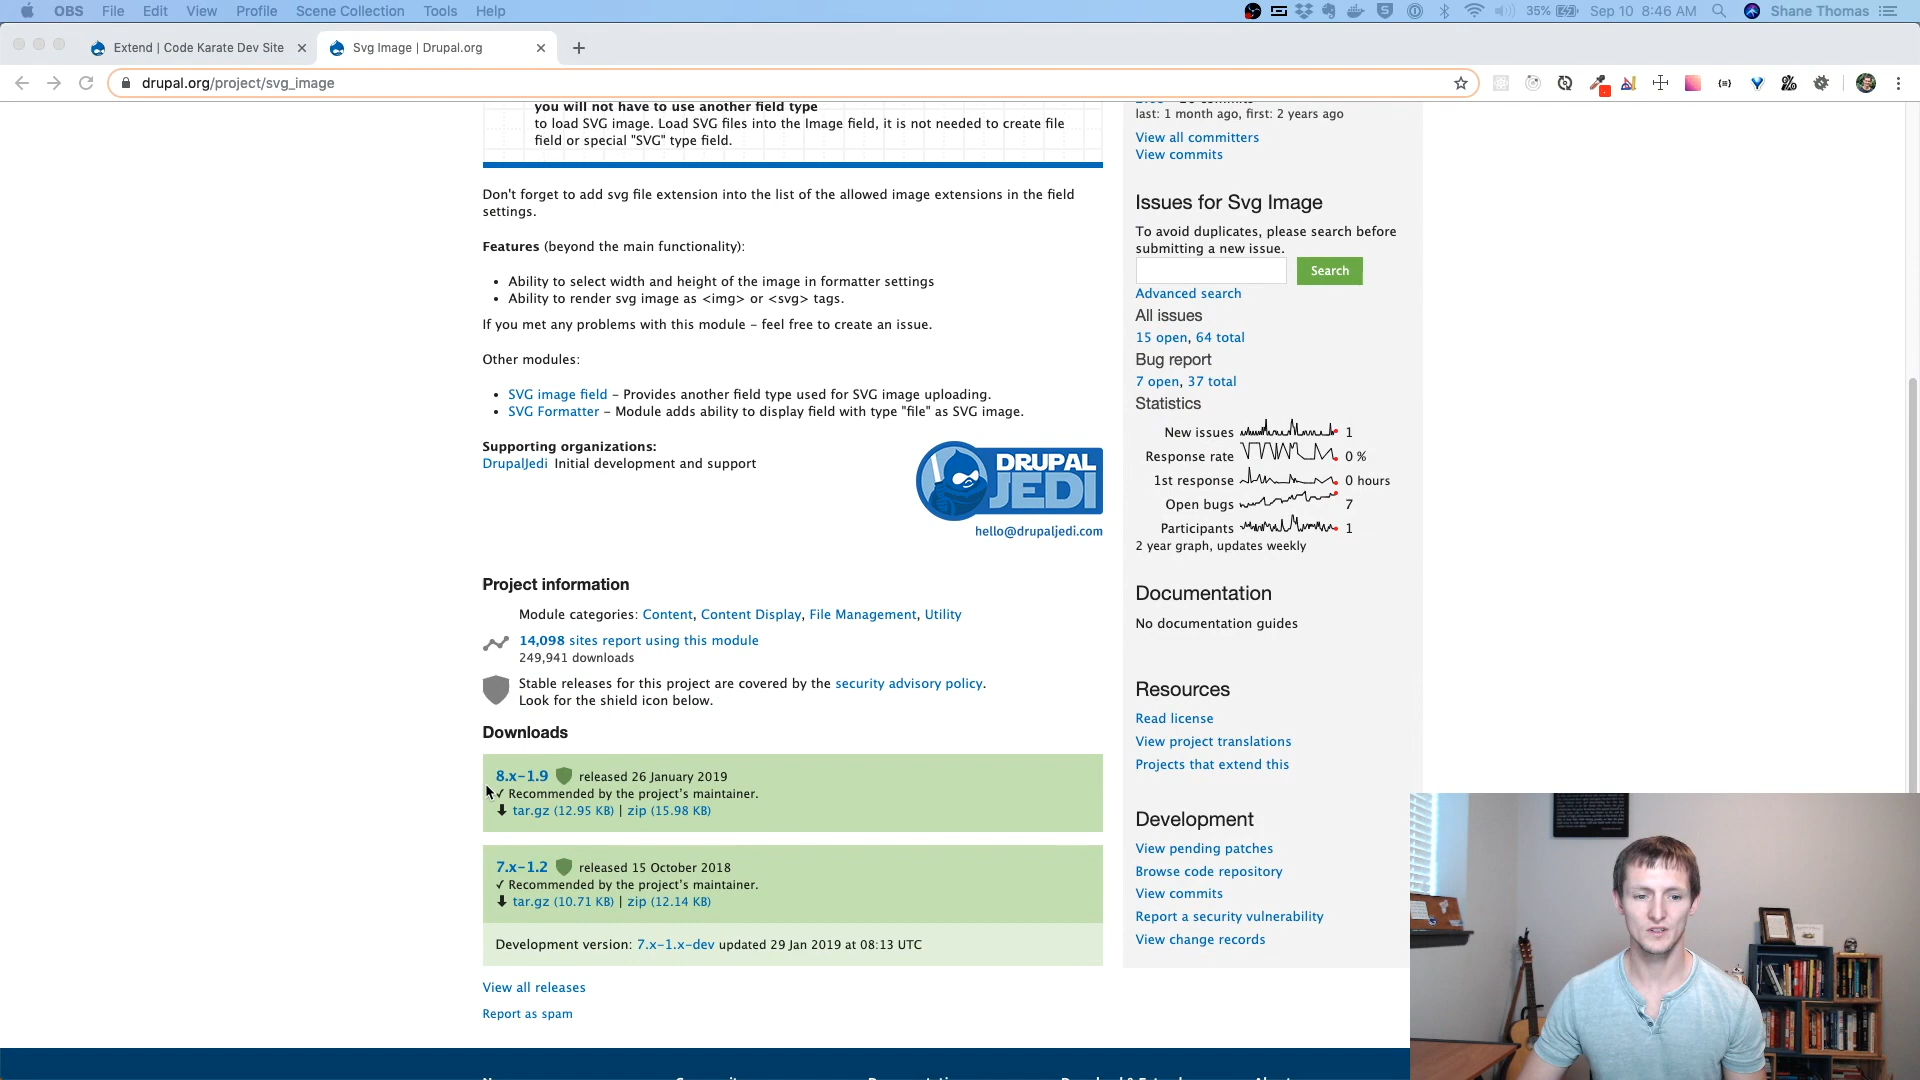 OBS File Edit View Profile Scene Collection Tools Help 35% Sep 10 8:46 AM Shane Thomas
Extend | Code Karate Dev Site
Svg Image | Drupal.org
drupal.org/project/svg_image
you will not have to use another field type
to load SVG image. Load SVG files into the Image field, it is not needed to create file
field or special "SVG" type field.
Don't forget to add svg file extension into the list of the allowed image extensions in the field
settings.
Features (beyond the main functionality):
• Ability to select width and height of the image in formatter settings
• Ability to render svg image as <img> or <svg> tags.
If you met any problems with this module – feel free to create an issue.
Other modules:
• SVG image field – Provides another field type used for SVG image uploading.
• SVG Formatter – Module adds ability to display field with type "file" as SVG image.
Supporting organizations:
DrupalJedi Initial development and support
DRUPAL
JEDI
hello@drupaljedi.com
Project information
Module categories: Content, Content Display, File Management, Utility
14,098 sites report using this module
249,941 downloads
Stable releases for this project are covered by the security advisory policy.
Look for the shield icon below.
Downloads
8.x-1.9 released 26 January 2019
✓ Recommended by the project's maintainer.
tar.gz (12.95 KB) | zip (15.98 KB)
7.x-1.2 released 15 October 2018
✓ Recommended by the project's maintainer.
tar.gz (10.71 KB) | zip (12.14 KB)
Development version: 7.x-1.x-dev updated 29 Jan 2019 at 08:13 UTC
View all releases
Report as spam
last: 1 month ago, first: 2 years ago
View all committers
View commits
Issues for Svg Image
To avoid duplicates, please search before
submitting a new issue.
Search
Advanced search
All issues
15 open, 64 total
Bug report
7 open, 37 total
Statistics
New issues 1
Response rate 0 %
1st response 0 hours
Open bugs 7
Participants 1
2 year graph, updates weekly
Documentation
No documentation guides
Resources
Read license
View project translations
Projects that extend this
Development
View pending patches
Browse code repository
View commits
Report a security vulnerability
View change records